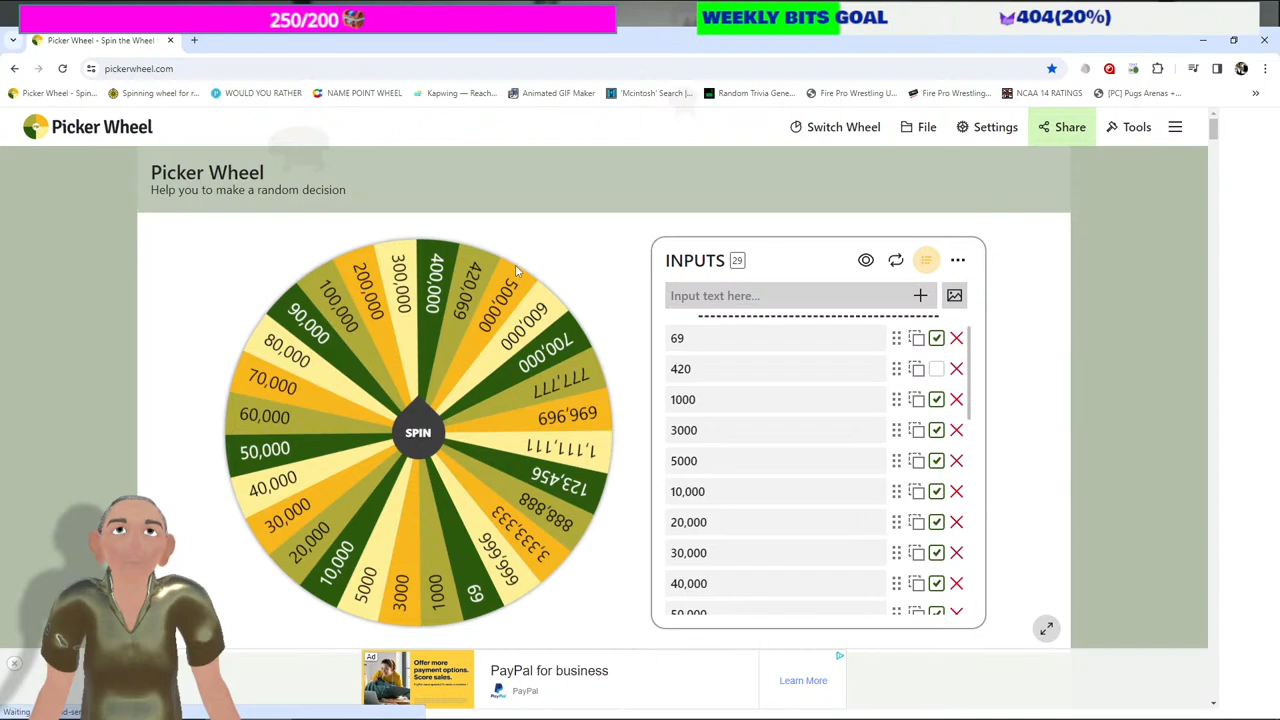 250/200
WEEKLY BITS GOAL
404(20%)
Picker Wheel - Spin the Wheel
pickerwheel.com
Picker Wheel - Spin...
Spinning wheel for r...
WOULD YOU RATHER
NAME POINT WHEEL
Kapwing — Reach...
Animated GIF Maker
'Mcintosh' Search |...
Random Trivia Gene...
Fire Pro Wrestling U...
Fire Pro Wrestling...
NCAA 14 RATINGS
[PC] Pugs Arenas +...
Picker Wheel
Switch Wheel
File
Settings
Share
Tools
Picker Wheel
Help you to make a random decision
300,000
400,000
420,069
500,000
600,000
700,000
777,777
696,969
1,111,111
123,456
888,888
3,333,333
999,999
69
1000
3000
5000
10,000
20,000
30,000
40,000
50,000
60,000
70,000
80,000
90,000
100,000
200,000
SPIN
INPUTS 29
Input text here...
69
420
1000
3000
5000
10,000
20,000
30,000
40,000
50,000
Ad
Offer more payment options. Score sales.
PayPal for business
PayPal
Learn More